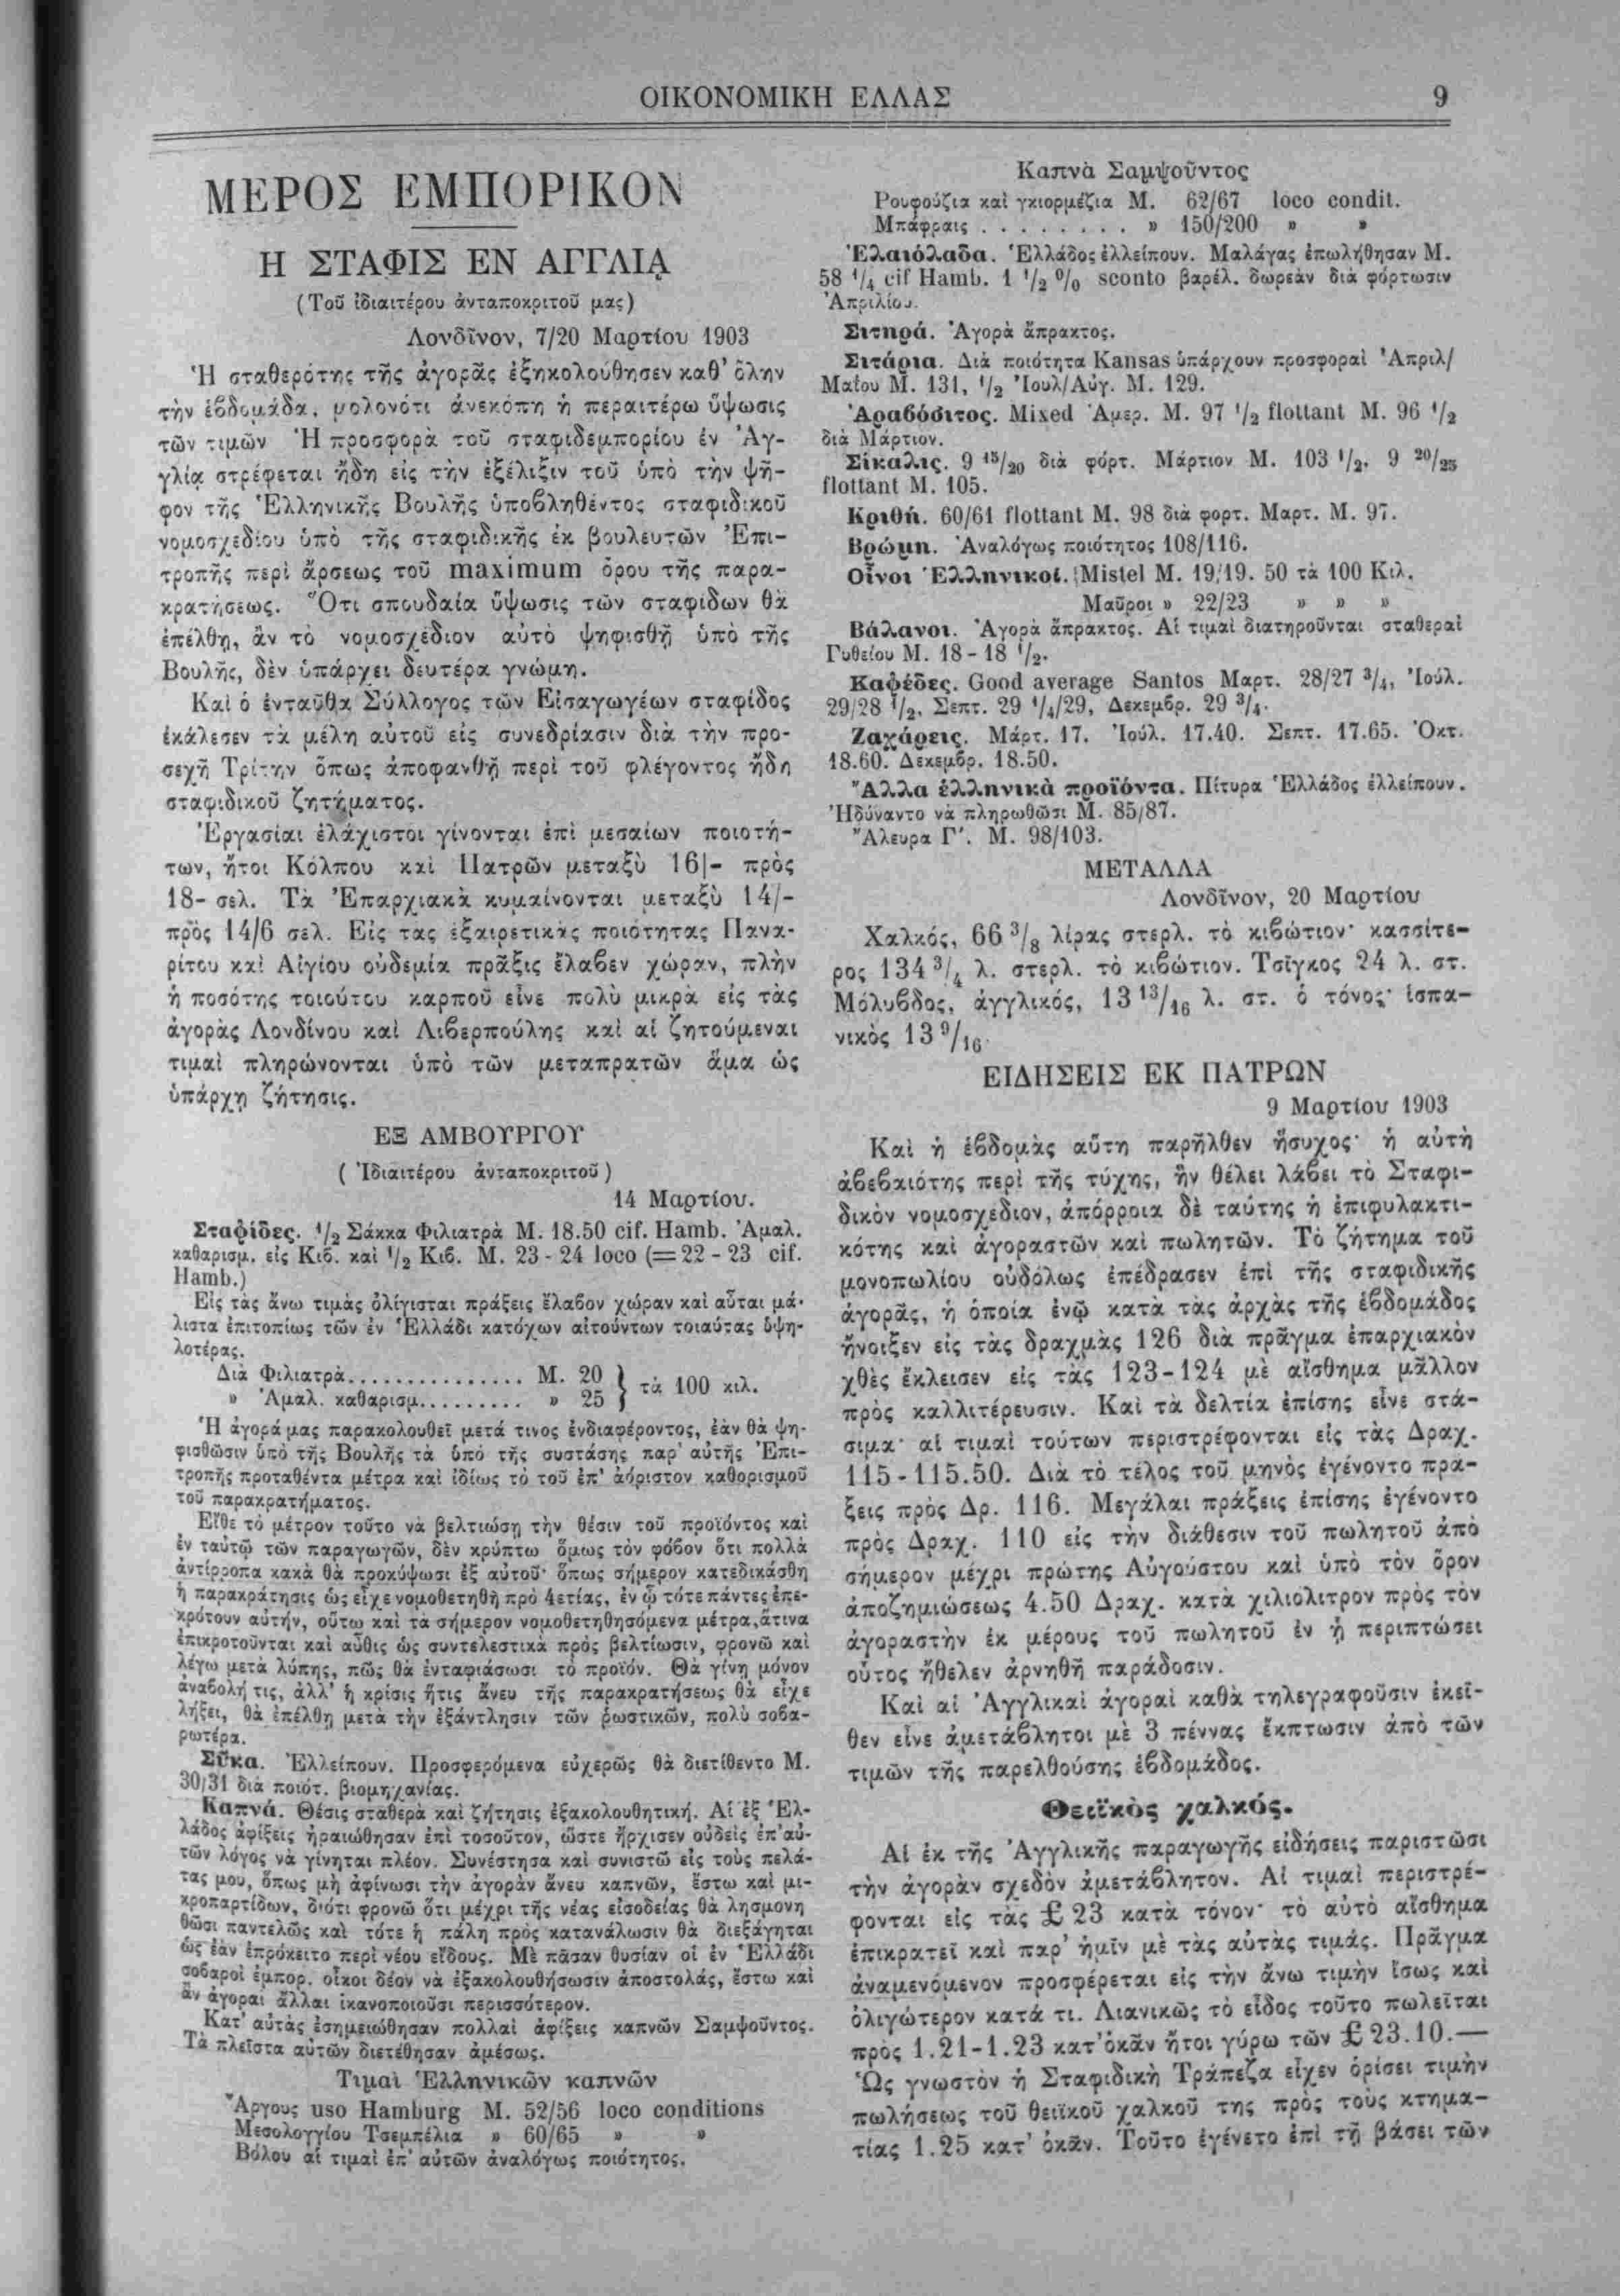 ΟΙΚΟΝΟΜΙΚΗ ΕΛΛΑΣ 9
ΜΕΡΟΣ ΕΜΠΟΡΙΚΟΝ
Η ΣΤΑΦΙΣ ΕΝ ΑΓΓΛΙᾼ
(Τοῦ ἰδιαιτέρου ἀνταποκριτοῦ μας)
Λονδῖνον, 7/20 Μαρτίου 1903
Ἡ σταθερότης τῆς ἀγορᾶς ἐξηκολούθησεν καθ' ὅλην
τὴν ἑβδομάδα, μολονότι ἀνεκόπη ἡ περαιτέρω ὕψωσις
τῶν τιμῶν Ἡ προσφορὰ τοῦ σταφιδεμπορίου ἐν Ἀγ-
γλίᾳ στρέφεται ἤδη εἰς τὴν ἐξέλιξιν τοῦ ὑπὸ τὴν ψῆ-
φον τῆς Ἑλληνικῆς Βουλῆς ὑποβληθέντος σταφιδικοῦ
νομοσχεδίου ὑπὸ τῆς σταφιδικῆς ἐκ βουλευτῶν Ἐπι-
τροπῆς περὶ ἄρσεως τοῦ maximum ὅρου τῆς παρα-
κρατήσεως. Ὅτι σπουδαία ὕψωσις τῶν σταφίδων θὰ
ἐπέλθῃ, ἂν τὸ νομοσχέδιον αὐτὸ ψηφισθῇ ὑπὸ τῆς
Βουλῆς, δὲν ὑπάρχει δευτέρα γνώμη.
Καὶ ὁ ἐνταῦθα Σύλλογος τῶν Εἰσαγωγέων σταφίδος
ἐκάλεσεν τὰ μέλη αὐτοῦ εἰς συνεδρίασιν διὰ τὴν προ-
σεχῆ Τρίτην ὅπως ἀποφανθῇ περὶ τοῦ φλέγοντος ἤδη
σταφιδικοῦ ζητήματος.
Ἐργασίαι ἐλάχιστοι γίνονται ἐπὶ μεσαίων ποιοτή-
των, ἤτοι Κόλπου καὶ Πατρῶν μεταξὺ 16|- πρὸς
18- σελ. Τὰ Ἐπαρχιακὰ κυμαίνονται μεταξὺ 14/-
πρὸς 14/6 σελ. Εἰς τὰς ἐξαιρετικὰς ποιότητας Πανα-
ρίτου καὶ Αἰγίου οὐδεμία πρᾶξις ἔλαβεν χώραν, πλὴν
ἡ ποσότης τοιούτου καρποῦ εἶνε πολὺ μικρὰ εἰς τὰς
ἀγορὰς Λονδίνου καὶ Λιβερπούλης καὶ αἱ ζητούμεναι
τιμαὶ πληρώνονται ὑπὸ τῶν μεταπρατῶν ἅμα ὡς
ὑπάρχῃ ζήτησις.
ΕΞ ΑΜΒΟΥΡΓΟΥ
( Ἰδιαιτέρου ἀνταποκριτοῦ )
14 Μαρτίου.
Σταφίδες. 1/2 Σάκκα Φιλιατρὰ Μ. 18.50 cif. Hamb. Ἀμαλ.
καθαρισμ. εἰς Κιβ. καὶ 1/2 Κιβ. Μ. 23 - 24 loco (=22 - 23 cif.
Hamb.)
Εἰς τὰς ἄνω τιμὰς ὀλίγισται πράξεις ἔλαβον χώραν καὶ αὗται μά-
λιστα ἐπιτοπίως τῶν ἐν Ἑλλάδι κατόχων αἰτούντων τοιαύτας ὑψη-
λοτέρας.
Διὰ Φιλιατρὰ............... Μ. 20 } τὰ 100 κιλ.
» Ἀμαλ. καθαρισμ......... » 25
Ἡ ἀγορά μας παρακολουθεῖ μετά τινος ἐνδιαφέροντος, ἐὰν θὰ ψη-
φισθῶσιν ὑπὸ τῆς Βουλῆς τὰ ὑπὸ τῆς συστάσης παρ' αὐτῆς Ἐπι-
τροπῆς προταθέντα μέτρα καὶ ἰδίως τὸ τοῦ ἐπ' ἀόριστον καθορισμοῦ
τοῦ παρακρατήματος.
Εἴθε τὸ μέτρον τοῦτο νὰ βελτιώσῃ τὴν θέσιν τοῦ προϊόντος καὶ
ἐν ταὐτῷ τῶν παραγωγῶν, δὲν κρύπτω ὅμως τὸν φόβον ὅτι πολλὰ
ἀντίρροπα κακὰ θὰ προκύψωσι ἐξ αὐτοῦ· ὅπως σήμερον κατεδικάσθη
ἡ παρακράτησις ὡς εἶχε νομοθετηθῆ πρὸ 4ετίας, ἐν ᾧ τότε πάντες ἐπε-
κρότουν αὐτήν, οὕτω καὶ τὰ σήμερον νομοθετηθησόμενα μέτρα, ἅτινα
ἐπικροτοῦνται καὶ αὖθις ὡς συντελεστικὰ πρὸς βελτίωσιν, φρονῶ καὶ
λέγω μετὰ λύπης, πῶς θὰ ἐνταφιάσωσι τὸ προϊόν. Θὰ γίνῃ μόνον
ἀναβολή τις, ἀλλ' ἡ κρίσις ἥτις ἄνευ τῆς παρακρατήσεως θὰ εἶχε
λήξει, θὰ ἐπέλθῃ μετὰ τὴν ἐξάντλησιν τῶν ῥωστικῶν, πολὺ σοβα-
ρωτέρα.
Σῦκα. Ἐλλείπουν. Προσφερόμενα εὐχερῶς θὰ διετίθεντο Μ.
30/31 διὰ ποιότ. βιομηχανίας.
Καπνά. Θέσις σταθερὰ καὶ ζήτησις ἐξακολουθητική. Αἱ ἐξ Ἑλ-
λάδος ἀφίξεις ἠραιώθησαν ἐπὶ τοσοῦτον, ὥστε ἤρχισεν οὐδεὶς ἐπ' αὐ-
τῶν λόγος νὰ γίνηται πλέον. Συνέστησα καὶ συνιστῶ εἰς τοὺς πελά-
τας μου, ὅπως μὴ ἀφίνωσι τὴν ἀγορὰν ἄνευ καπνῶν, ἔστω καὶ μι-
κροπαρτίδων, διότι φρονῶ ὅτι μέχρι τῆς νέας εἰσοδείας θὰ λησμονη
θῶσι παντελῶς καὶ τότε ἡ πάλη πρὸς κατανάλωσιν θὰ διεξάγηται
ὡς ἐὰν ἐπρόκειτο περὶ νέου εἴδους. Μὲ πᾶσαν θυσίαν οἱ ἐν Ἑλλάδι
σοβαροὶ ἐμπορ. οἶκοι δέον νὰ ἐξακολουθήσωσιν ἀποστολάς, ἔστω καὶ
ἂν ἀγοραὶ ἄλλαι ἱκανοποιοῦσι περισσότερον.
Κατ' αὐτὰς ἐσημειώθησαν πολλαὶ ἀφίξεις καπνῶν Σαμψοῦντος.
Τὰ πλεῖστα αὐτῶν διετέθησαν ἀμέσως.
Τιμαὶ Ἑλληνικῶν καπνῶν
Ἄργους uso Hamburg Μ. 52/56 loco conditions
Μεσολογγίου Τσεμπέλια » 60/65 » »
Βόλου αἱ τιμαὶ ἐπ' αὐτῶν ἀναλόγως ποιότητος.
Καπνὰ Σαμψοῦντος
Ρουφούζια καὶ γκιορμέζια Μ. 62/67 loco condit.
Μπάφραις . . . . . . . . » 150/200 » »
Ἐλαιόλαδα. Ἑλλάδος ἐλλείπουν. Μαλάγας ἐπωλήθησαν Μ.
58 1/4 cif Hamb. 1 1/2 0/0 sconto βαρέλ. δωρεὰν διὰ φόρτωσιν
Ἀπριλίου.
Σιτηρά. Ἀγορὰ ἄπρακτος.
Σιτάρια. Διὰ ποιότητα Kansas ὑπάρχουν προσφοραὶ Ἀπριλ/
Μαΐου Μ. 131, 1/2 Ἰουλ/Αὐγ. Μ. 129.
Ἀραβόσιτος. Mixed Ἀμερ. Μ. 97 1/2 flottant Μ. 96 1/2
διὰ Μάρτιον.
Σίκαλις. 9 15/20 διὰ φόρτ. Μάρτιον Μ. 103 1/2, 9 20/25
flottant Μ. 105.
Κριθή. 60/61 flottant Μ. 98 διὰ φορτ. Μαρτ. Μ. 97.
Βρώμη. Ἀναλόγως ποιότητος 108/116.
Οἶνοι Ἑλληνικοί. Mistel Μ. 19/19. 50 τὰ 100 Κιλ.
Μαῦροι » 22/23 » » »
Βάλανοι. Ἀγορὰ ἄπρακτος. Αἱ τιμαὶ διατηροῦνται σταθεραὶ
Γυθείου Μ. 18 - 18 1/2.
Καφέδες. Good average Santos Μαρτ. 28/27 3/4, Ἰούλ.
29/28 1/2, Σεπτ. 29 1/4/29, Δεκεμβρ. 29 3/4.
Ζαχάρεις. Μάρτ. 17. Ἰούλ. 17.40. Σεπτ. 17.65. Ὀκτ.
18.60. Δεκεμβρ. 18.50.
Ἄλλα ἑλληνικὰ προϊόντα. Πίτυρα Ἑλλάδος ἐλλείπουν.
Ἠδύναντο νὰ πληρωθῶσι Μ. 85/87.
Ἄλευρα Γ'. Μ. 98/103.
ΜΕΤΑΛΛΑ
Λονδῖνον, 20 Μαρτίου
Χαλκός, 66 3/8 λίρας στερλ. τὸ κιβώτιον· κασσίτε-
ρος 134 3/4 λ. στερλ. τὸ κιβώτιον. Τσῖγκος 24 λ. στ.
Μόλυβδος, ἀγγλικός, 13 13/16 λ. στ. ὁ τόνος· ἱσπα-
νικὸς 13 9/16.
ΕΙΔΗΣΕΙΣ ΕΚ ΠΑΤΡΩΝ
9 Μαρτίου 1903
Καὶ ἡ ἑβδομὰς αὕτη παρῆλθεν ἥσυχος· ἡ αὐτὴ
ἀβεβαιότης περὶ τῆς τύχης, ἣν θέλει λάβει τὸ Σταφι-
δικὸν νομοσχέδιον, ἀπόρροια δὲ ταύτης ἡ ἐπιφυλακτι-
κότης καὶ ἀγοραστῶν καὶ πωλητῶν. Τὸ ζήτημα τοῦ
μονοπωλίου οὐδόλως ἐπέδρασεν ἐπὶ τῆς σταφιδικῆς
ἀγορᾶς, ἡ ὁποία ἐνῷ κατὰ τὰς ἀρχὰς τῆς ἑβδομάδος
ἤνοιξεν εἰς τὰς δραχμὰς 126 διὰ πρᾶγμα ἐπαρχιακὸν
χθὲς ἔκλεισεν εἰς τὰς 123-124 μὲ αἴσθημα μᾶλλον
πρὸς καλλιτέρευσιν. Καὶ τὰ δελτία ἐπίσης εἶνε στά-
σιμα· αἱ τιμαὶ τούτων περιστρέφονται εἰς τὰς Δραχ.
115-115.50. Διὰ τὸ τέλος τοῦ μηνὸς ἐγένοντο πρα-
ξεις πρὸς Δρ. 116. Μεγάλαι πράξεις ἐπίσης ἐγένοντο
πρὸς Δραχ. 110 εἰς τὴν διάθεσιν τοῦ πωλητοῦ ἀπὸ
σήμερον μέχρι πρώτης Αὐγούστου καὶ ὑπὸ τὸν ὅρον
ἀποζημιώσεως 4.50 Δραχ. κατὰ χιλιόλιτρον πρὸς τὸν
ἀγοραστὴν ἐκ μέρους τοῦ πωλητοῦ ἐν ᾗ περιπτώσει
οὗτος ἤθελεν ἀρνηθῆ παράδοσιν.
Καὶ αἱ Ἀγγλικαὶ ἀγοραὶ καθὰ τηλεγραφοῦσιν ἐκεῖ-
θεν εἶνε ἀμετάβλητοι μὲ 3 πέννας ἔκπτωσιν ἀπὸ τῶν
τιμῶν τῆς παρελθούσης ἑβδομάδος.
Θειϊκὸς χαλκός.
Αἱ ἐκ τῆς Ἀγγλικῆς παραγωγῆς εἰδήσεις παριστῶσι
τὴν ἀγορὰν σχεδὸν ἀμετάβλητον. Αἱ τιμαὶ περιστρέ-
φονται εἰς τὰς £ 23 κατὰ τόνον· τὸ αὐτὸ αἴσθημα
ἐπικρατεῖ καὶ παρ' ἡμῖν μὲ τὰς αὐτὰς τιμάς. Πρᾶγμα
ἀναμενόμενον προσφέρεται εἰς τὴν ἄνω τιμὴν ἴσως καὶ
ὀλιγώτερον κατά τι. Λιανικῶς τὸ εἶδος τοῦτο πωλεῖται
πρὸς 1.21-1.23 κατ' ὀκᾶν ἤτοι γύρω τῶν £ 23.10.—
Ὡς γνωστὸν ἡ Σταφιδικὴ Τράπεζα εἶχεν ὁρίσει τιμὴν
πωλήσεως τοῦ θειϊκοῦ χαλκοῦ της πρὸς τοὺς κτημα-
τίας 1.25 κατ' ὀκᾶν. Τοῦτο ἐγένετο ἐπὶ τῇ βάσει τῶν